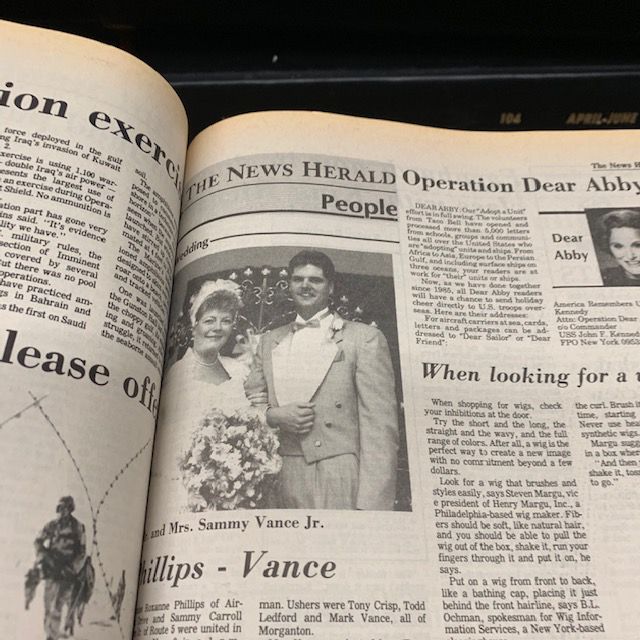 ion exerci
force deployed in the gulf
ng Iraq's invasion of Kuwait
2.
exercise is using 1,100 war-
double Iraq's air power —
esents the largest use of
an exercise during Opera-
t Shield. No ammunition is
ation part has gone very
ins said. "It's evidence
lity we have."
military rules, the
section of Imminent
covered by several
But there was no pool
operations.
have practiced am-
gs in Bahrain and
s the first on Saudi
soil.
lease offe
THE NEWS HERALD
People
edding
. and Mrs. Sammy Vance Jr.
hillips - Vance
Roxanne Phillips of Air-
and Sammy Carroll
of Route 5 were united in
man. Ushers were Tony Crisp, Todd
Ledford and Mark Vance, all of
Morganton.
104 APRIL-JUNE
The News H
Operation Dear Abby
DEAR ABBY: Our "Adopt a Unit"
effort is in full swing. The volunteers
from Taco Bell have opened and
processed more than 5,000 letters
from schools, groups and communi-
ties all over the United States who
are "adopting" units and ships. From
Africa to Asia, Europe to the Persian
Gulf, and including surface ships on
three oceans, your readers are at
work for "their" units or ships.
Now, as we have done together
since 1985, all Dear Abby readers
will have a chance to send holiday
cheer directly to U.S. troops over-
seas. Here are their addresses:
For aircraft carriers at sea, cards,
letters and packages can be ad-
dressed to "Dear Sailor" or "Dear
Friend":
Dear
Abby
America Remembers
Kennedy
Attn: Operation Dear
c/o Commander
USS John F. Kennedy
FPO New York 0953
When looking for a
When shopping for wigs, check
your inhibitions at the door.
Try the short and the long, the
straight and the wavy, and the full
range of colors. After all, a wig is the
perfect way to create a new image
with no commitment beyond a few
dollars.
Look for a wig that brushes and
styles easily, says Steven Margu, vic
e president of Henry Margu, Inc., a
Philadelphia-based wig maker. Fib-
ers should be soft, like natural hair,
and you should be able to pull the
wig out of the box, shake it, run your
fingers through it and put it on, he
says.
Put on a wig from front to back,
like a bathing cap, placing it just
behind the front hairline, says B.L.
Ochman, spokesman for Wig Infor-
mation Services, a New York-based
the curl. Brush it
time, starting
Never use hea
synthetic wigs.
Margu sugg
in a box where
"And then
shake it, toss
to go."